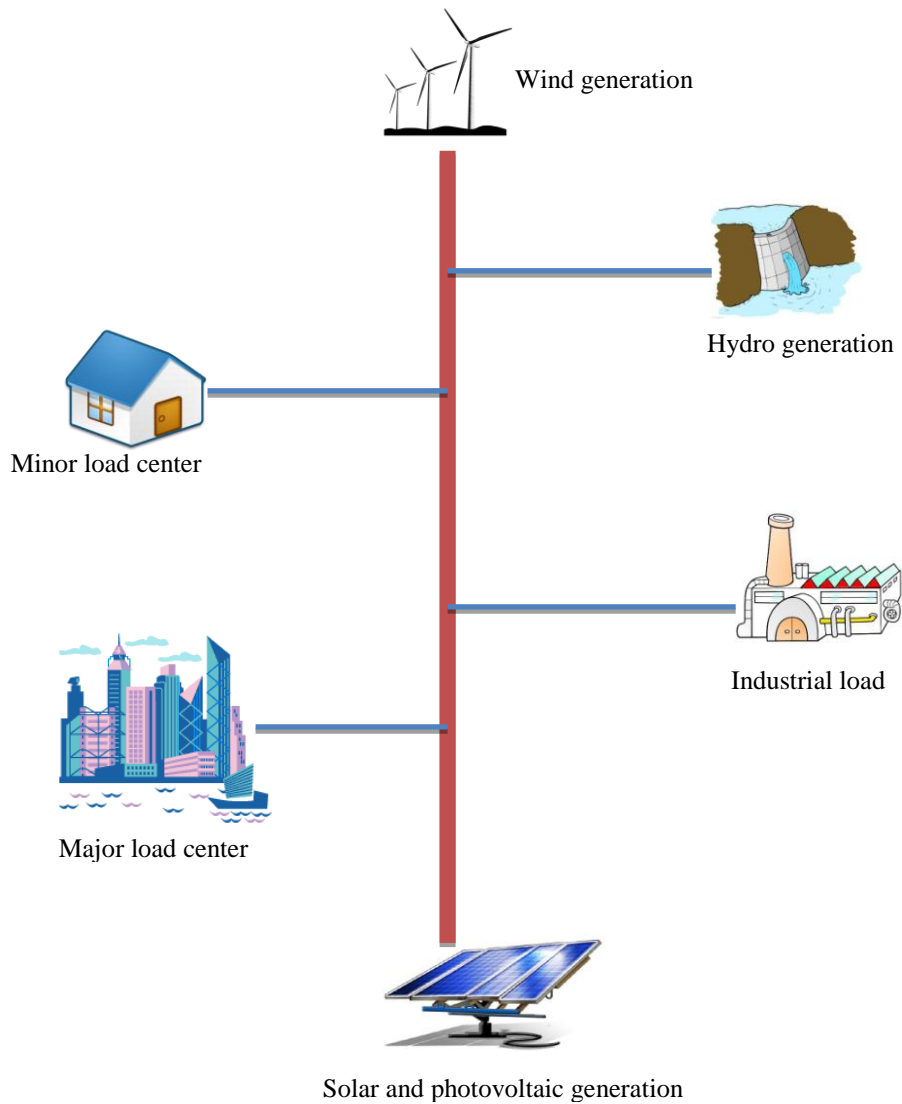 Wind generation
Hydro generation
Minor load center
Industrial load
Major load center
Solar and photovoltaic generation